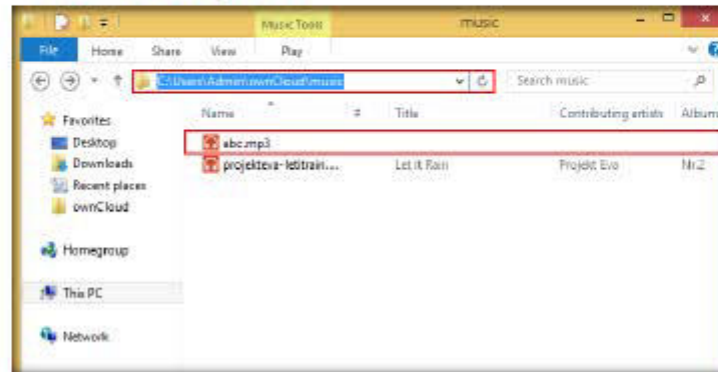 Music Tools music
File Home Share View Play
C:\Users\Admin\ownCloud\music Search music
Name # Title Contributing artists Album
Favorites
Desktop
Downloads
Recent places
ownCloud
Homegroup
This PC
Network
abc.mp3
projekteva-letitrain.... Let It Rain Projekt Eva Nr.2